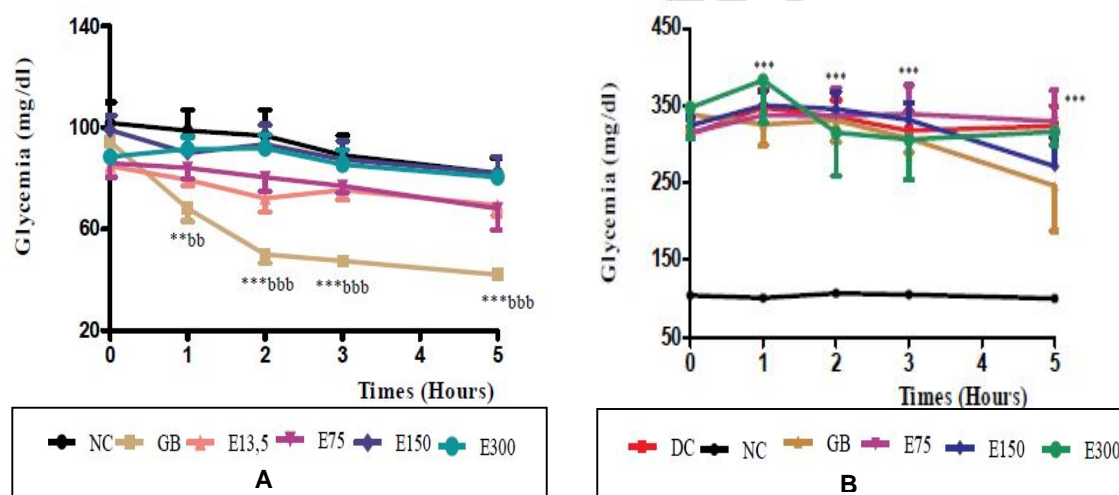 140
100
60
20
Glycemia (mg/dl)
**bb
***bbb
***bbb
***bbb
0 1 2 3 4 5
Times (Hours)
NC GB E13,5 E75 E150 E300
A
450
350
250
150
50
Glycemia (mg/dl)
***
***
***
***
0 1 2 3 4 5
Times (Hours)
DC NC GB E75 E150 E300
B